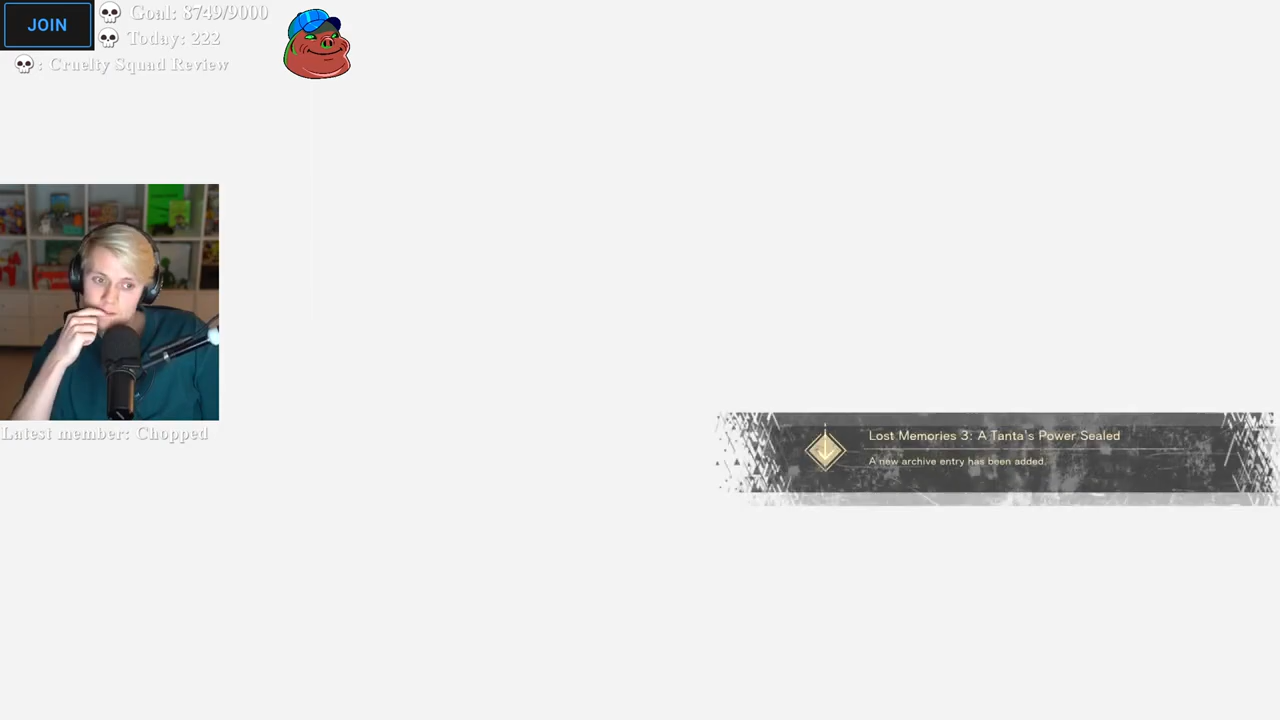 JOIN
Goal: 8749/9000
Today: 222
: Cruelty Squad Review
Latest member: Chopped
Lost Memories 3: A Tanta's Power Sealed
A new archive entry has been added.